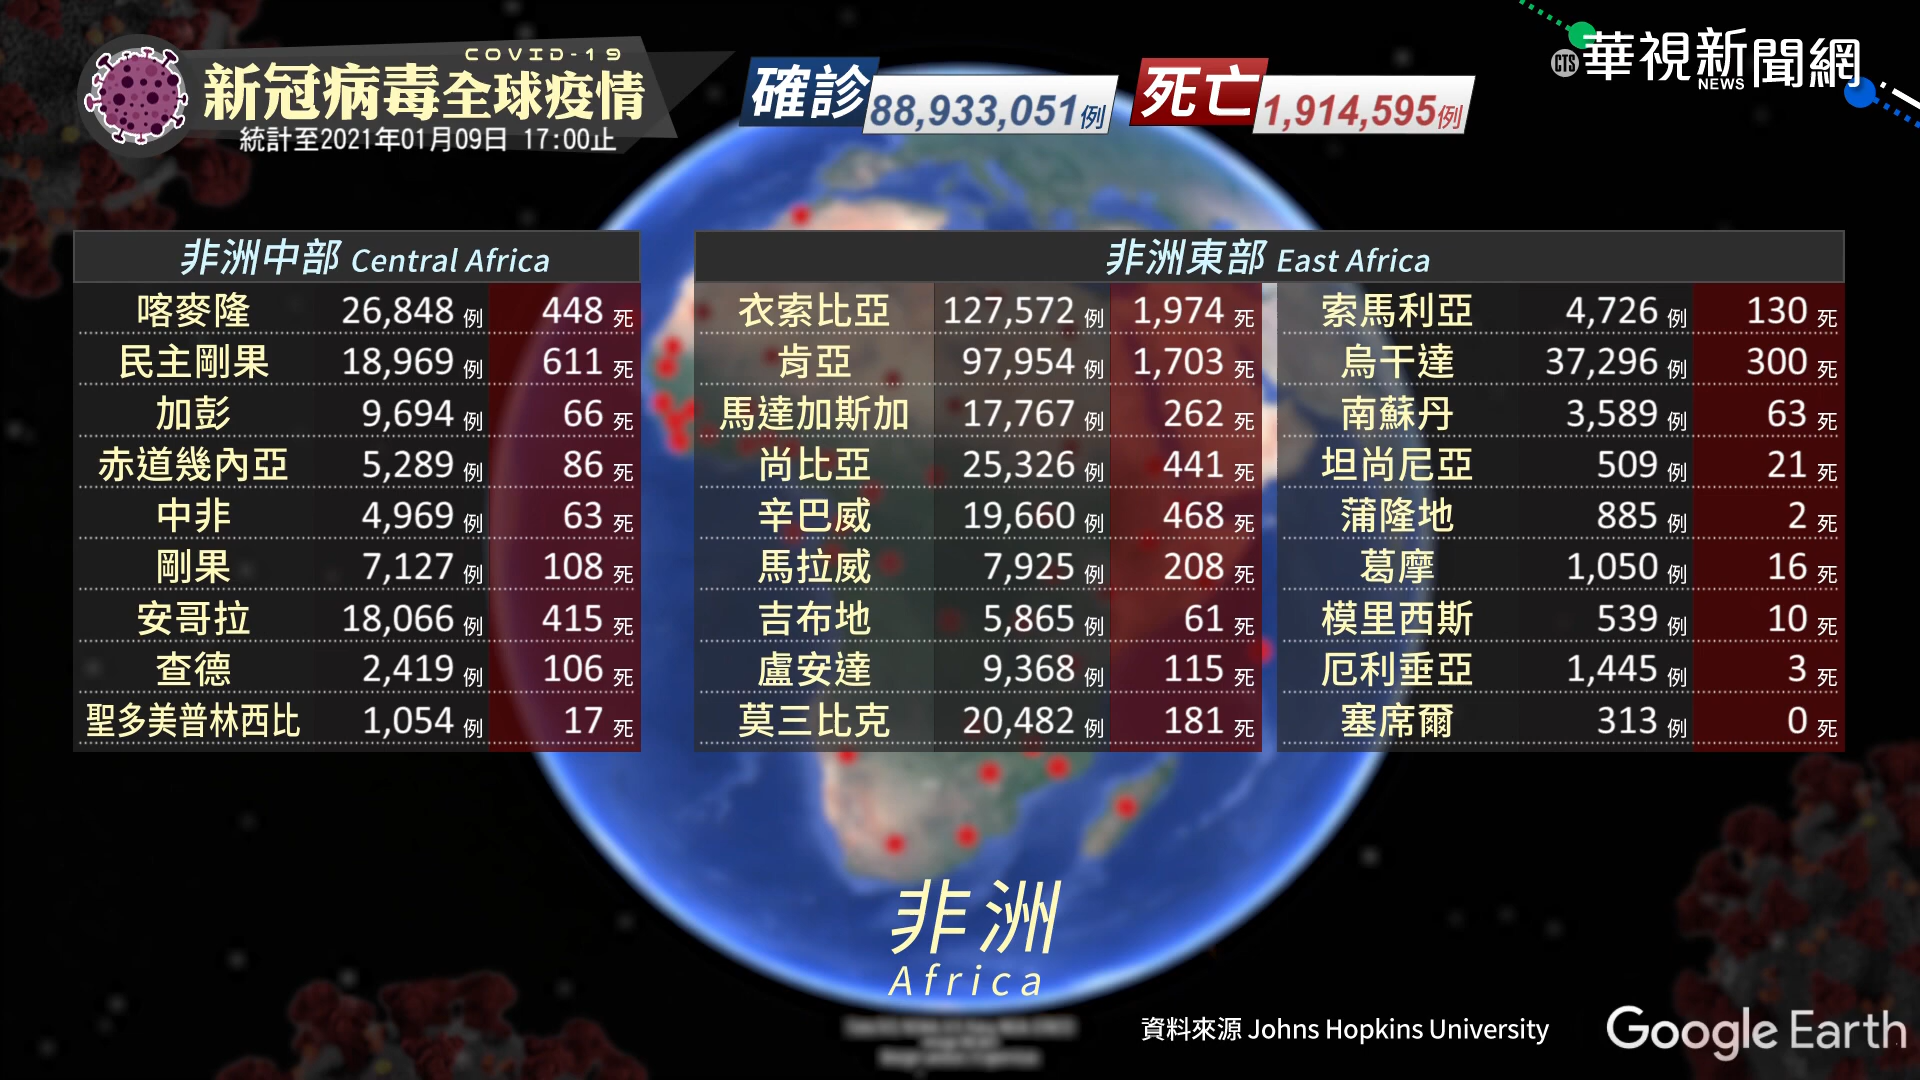 COVID-19
新冠病毒全球疫情
統計至2021年01月09日 17:00止
確診 88,933,051例
死亡 1,914,595例
CTS 華視新聞網
NEWS
非洲中部 Central Africa
喀麥隆 26,848 例 448 死
民主剛果 18,969 例 611 死
加彭 9,694 例 66 死
赤道幾內亞 5,289 例 86 死
中非 4,969 例 63 死
剛果 7,127 例 108 死
安哥拉 18,066 例 415 死
查德 2,419 例 106 死
聖多美普林西比 1,054 例 17 死
非洲東部 East Africa
衣索比亞 127,572 例 1,974 死
肯亞 97,954 例 1,703 死
馬達加斯加 17,767 例 262 死
尚比亞 25,326 例 441 死
辛巴威 19,660 例 468 死
馬拉威 7,925 例 208 死
吉布地 5,865 例 61 死
盧安達 9,368 例 115 死
莫三比克 20,482 例 181 死
索馬利亞 4,726 例 130 死
烏干達 37,296 例 300 死
南蘇丹 3,589 例 63 死
坦尚尼亞 509 例 21 死
蒲隆地 885 例 2 死
葛摩 1,050 例 16 死
模里西斯 539 例 10 死
厄利垂亞 1,445 例 3 死
塞席爾 313 例 0 死
非洲
Africa
資料來源 Johns Hopkins University
Google Earth